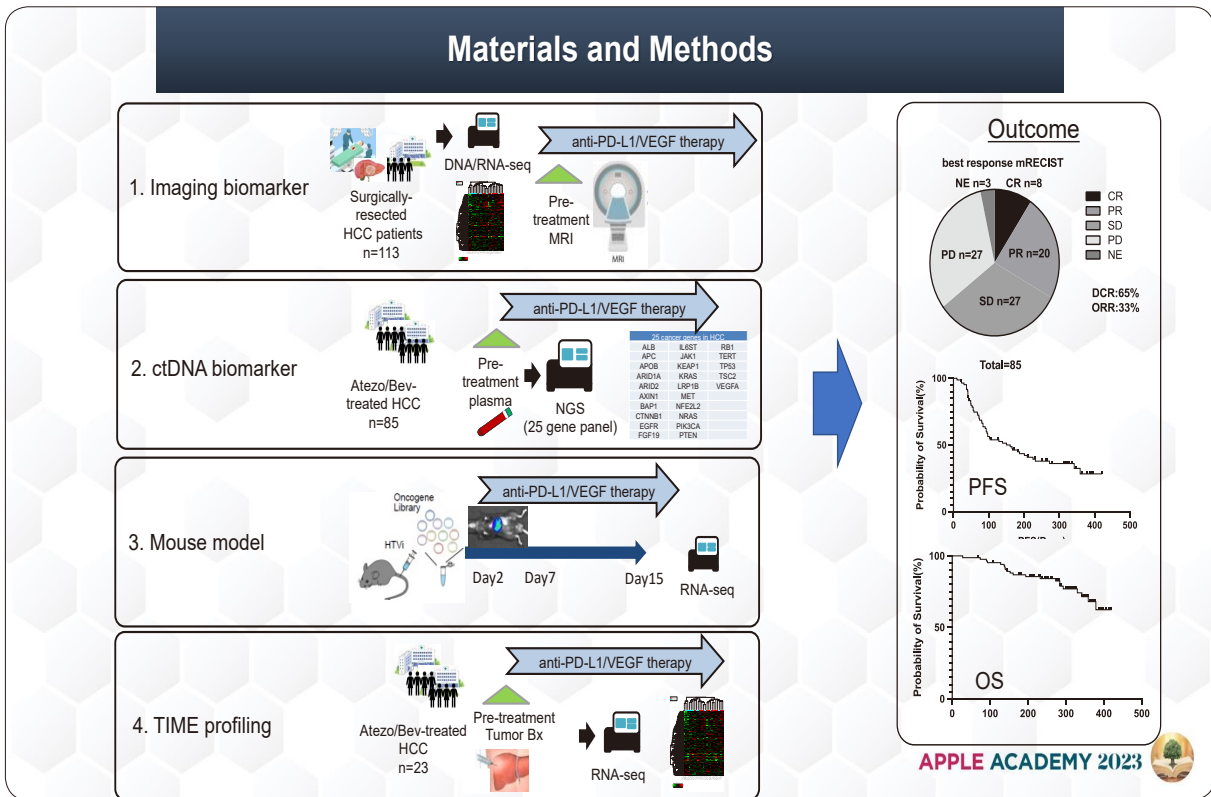 Materials and Methods
1. Imaging biomarker
Surgically-
resected
HCC patients
n=113
DNA/RNA-seq
anti-PD-L1/VEGF therapy
Pre-
treatment
MRI
MRI
2. ctDNA biomarker
Atezo/Bev-
treated HCC
n=85
anti-PD-L1/VEGF therapy
Pre-
treatment
plasma
NGS
(25 gene panel)
25 cancer genes in HCC
ALB IL6ST RB1
APC JAK1 TERT
APOB KEAP1 TP53
ARID1A KRAS TSC2
ARID2 LRP1B VEGFA
AXIN1 MET
BAP1 NFE2L2
CTNNB1 NRAS
EGFR PIK3CA
FGF19 PTEN
3. Mouse model
Oncogene
Library
HTVi
anti-PD-L1/VEGF therapy
Day2 Day7 Day15
RNA-seq
4. TIME profiling
Atezo/Bev-treated
HCC
n=23
anti-PD-L1/VEGF therapy
Pre-treatment
Tumor Bx
RNA-seq
Outcome
best response mRECIST
NE n=3 CR n=8
PR n=20
PD n=27
SD n=27
CR
PR
SD
PD
NE
DCR:65%
ORR:33%
Total=85
Probability of Survival(%)
100
50
0
0 100 200 300 400 500
PFS
Probability of Survival(%)
100
50
0
0 100 200 300 400 500
OS
APPLE ACADEMY 2023